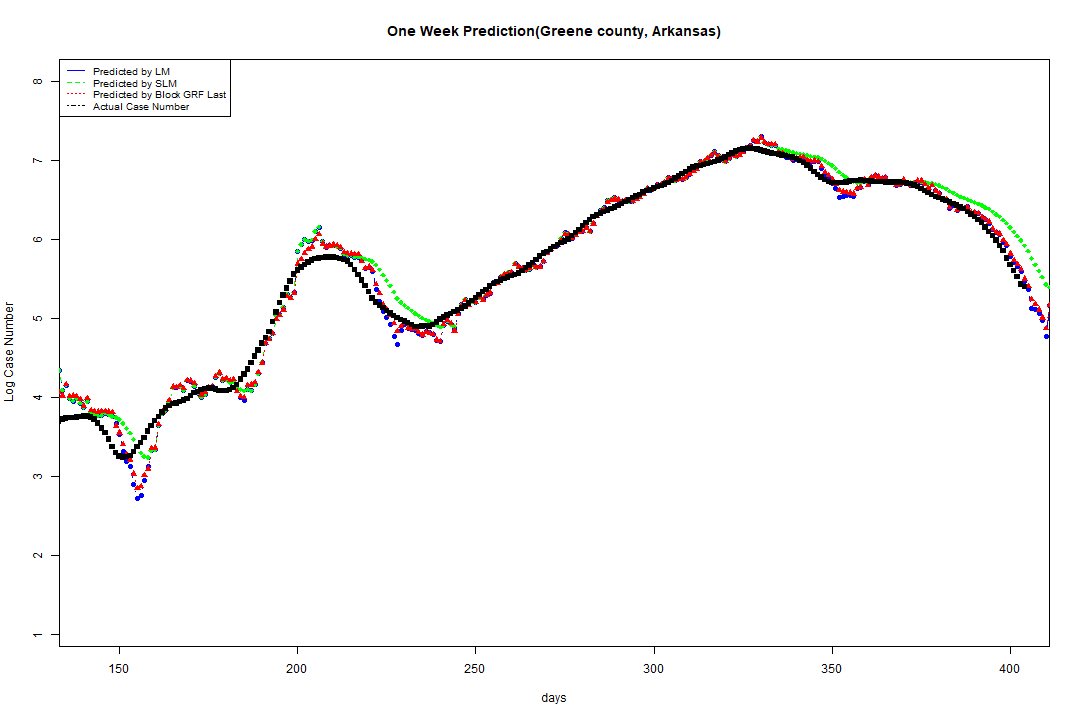 One Week Prediction(Greene county, Arkansas)
Predicted by LM
Predicted by SLM
Predicted by Block GRF Last
Actual Case Number
8
7
6
5
4
3
2
1
Log Case Number
150 200 250 300 350 400
days